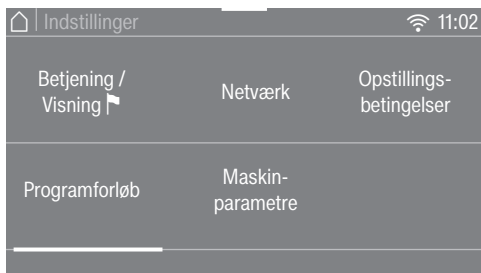 Indstillinger 11:02
Betjening /
Visning
Netværk
Opstillings-
betingelser
Programforløb
Maskin-
parametre